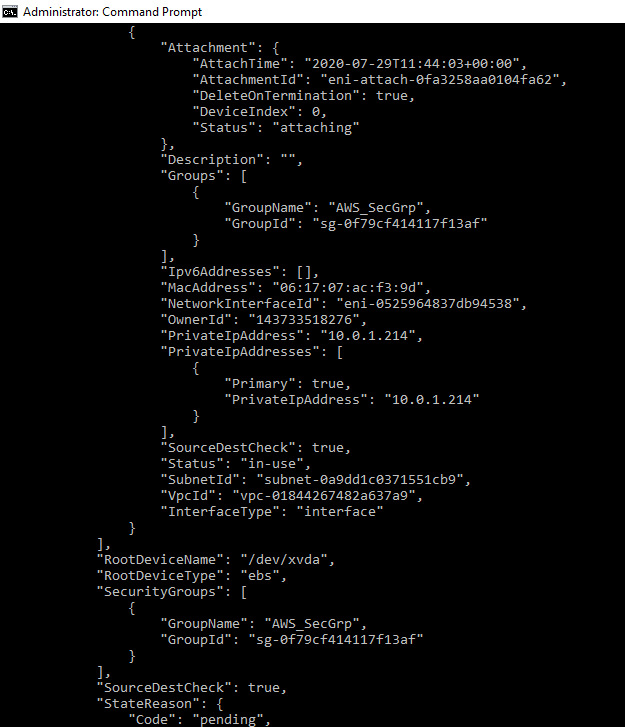 Administrator: Command Prompt
{
"Attachment": {
"AttachTime": "2020-07-29T11:44:03+00:00",
"AttachmentId": "eni-attach-0fa3258aa0104fa62",
"DeleteOnTermination": true,
"DeviceIndex": 0,
"Status": "attaching"
},
"Description": "",
"Groups": [
{
"GroupName": "AWS_SecGrp",
"GroupId": "sg-0f79cf414117f13af"
}
],
"Ipv6Addresses": [],
"MacAddress": "06:17:07:ac:f3:9d",
"NetworkInterfaceId": "eni-0525964837db94538",
"OwnerId": "143733518276",
"PrivateIpAddress": "10.0.1.214",
"PrivateIpAddresses": [
{
"Primary": true,
"PrivateIpAddress": "10.0.1.214"
}
],
"SourceDestCheck": true,
"Status": "in-use",
"SubnetId": "subnet-0a9dd1c0371551cb9",
"VpcId": "vpc-01844267482a637a9",
"InterfaceType": "interface"
}
],
"RootDeviceName": "/dev/xvda",
"RootDeviceType": "ebs",
"SecurityGroups": [
{
"GroupName": "AWS_SecGrp",
"GroupId": "sg-0f79cf414117f13af"
}
],
"SourceDestCheck": true,
"StateReason": {
"Code": "pending",